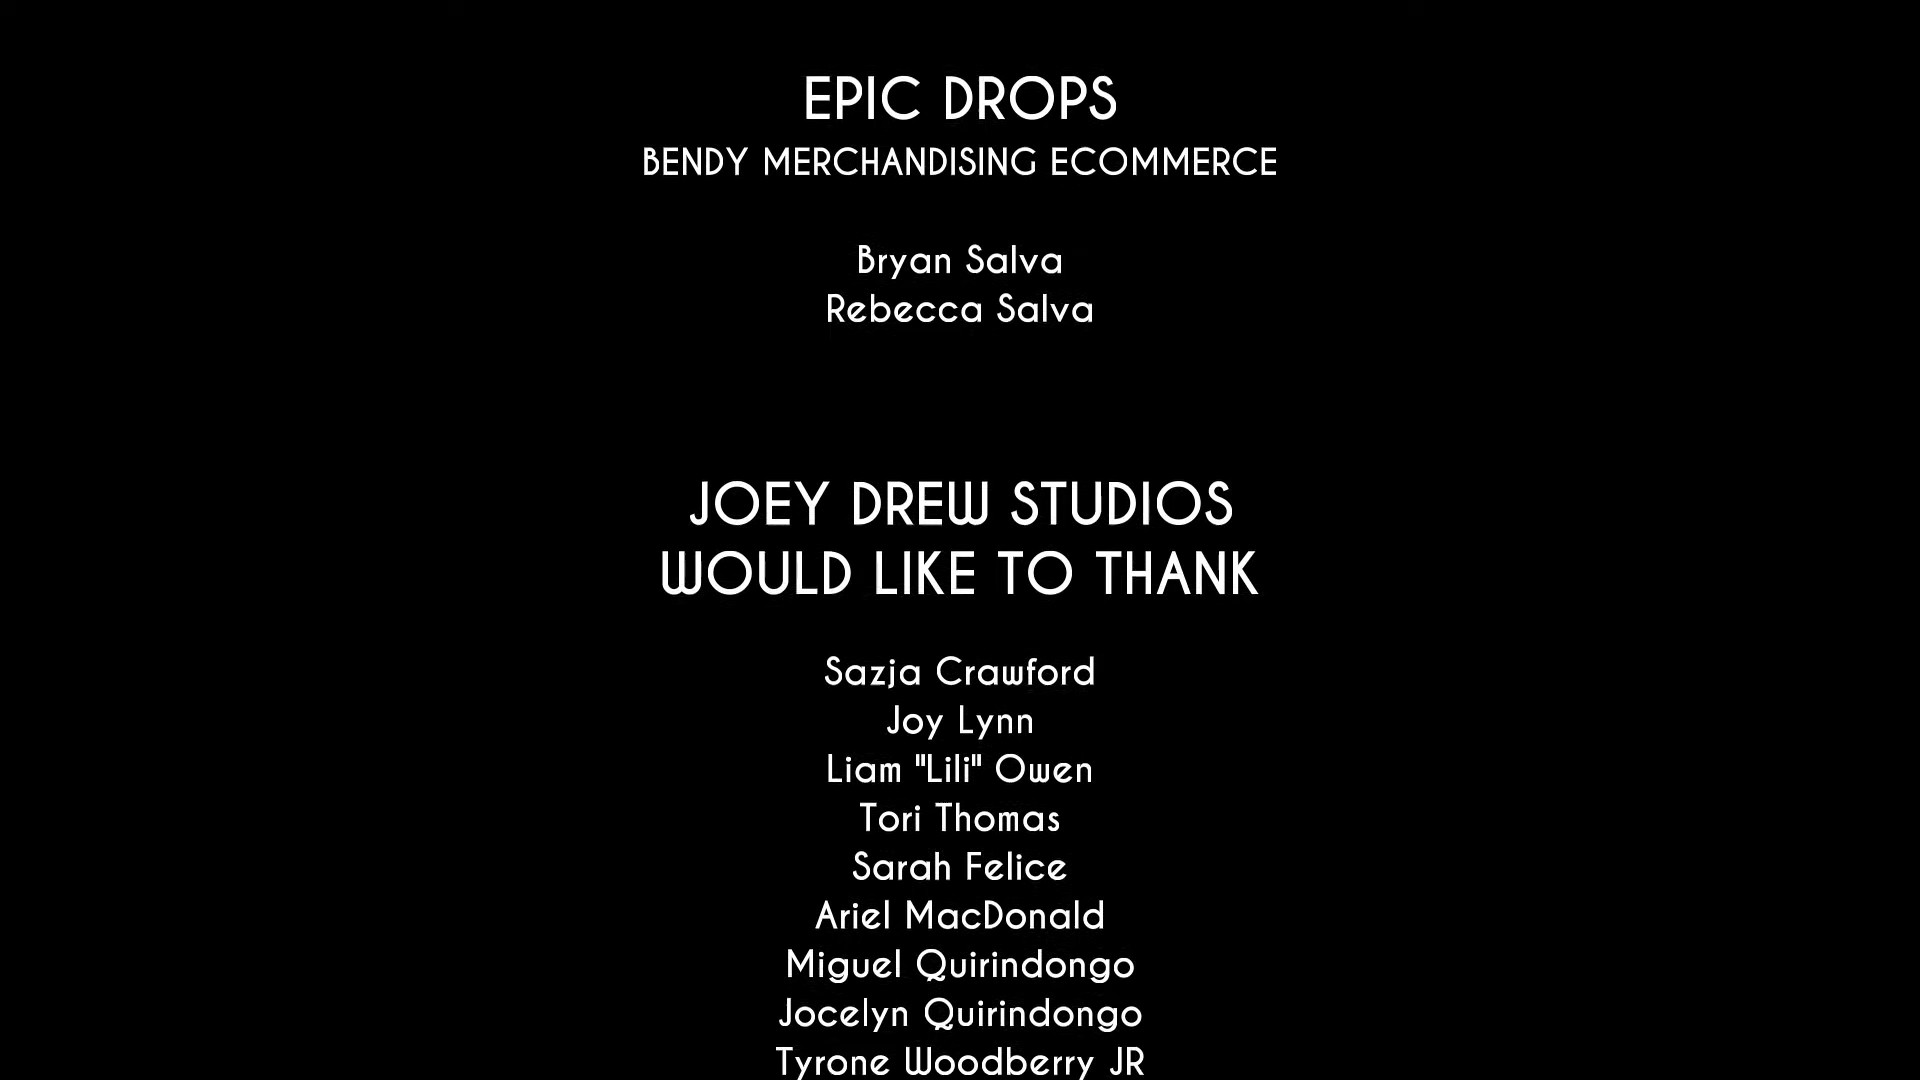 EPIC DROPS
BENDY MERCHANDISING ECOMMERCE
Bryan Salva
Rebecca Salva
JOEY DREW STUDIOS
WOULD LIKE TO THANK
Sazja Crawford
Joy Lynn
Liam "Lili" Owen
Tori Thomas
Sarah Felice
Ariel MacDonald
Miguel Quirindongo
Jocelyn Quirindongo
Tyrone Woodberry JR